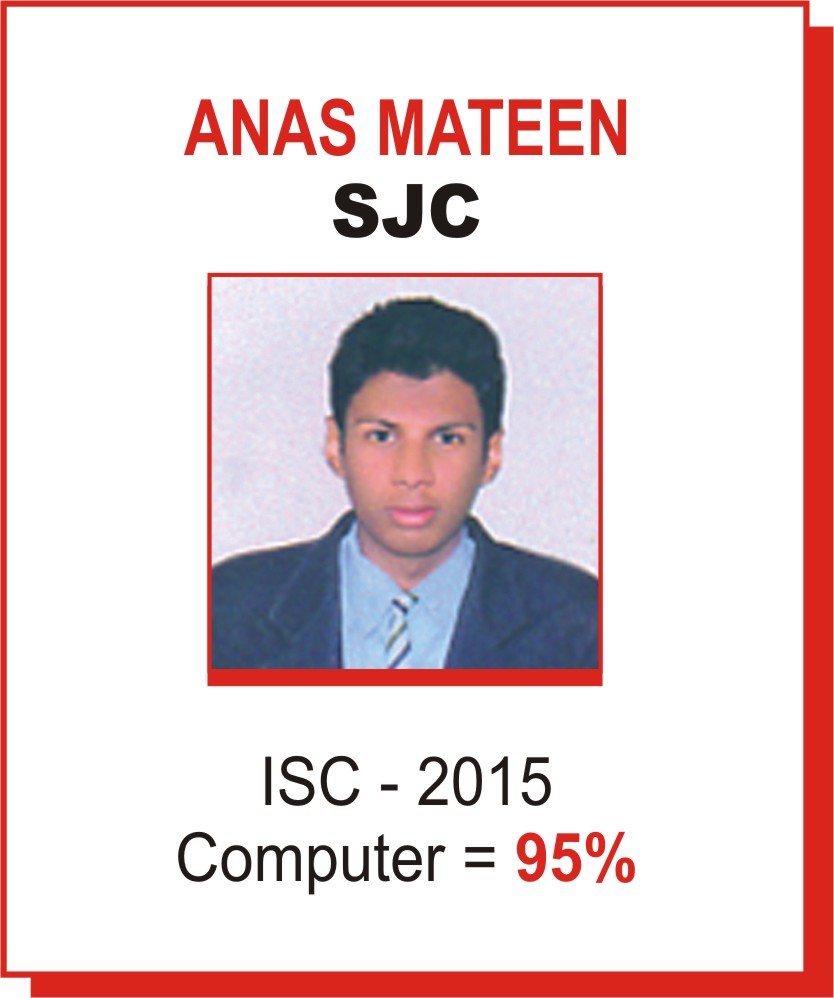 ANAS MATEEN
SJC
ISC - 2015
Computer = 95%